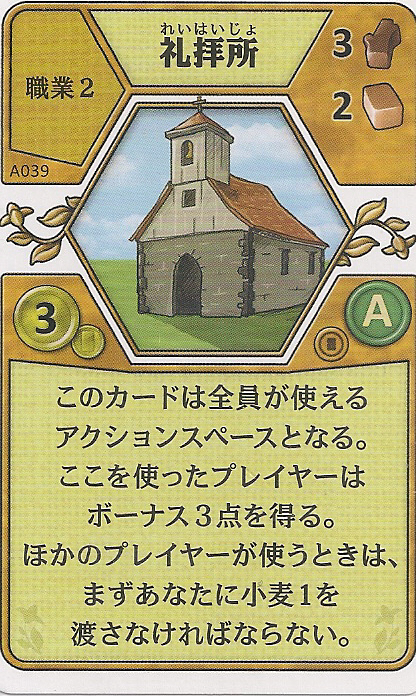 れいはいじょ
礼拝所
職業2
3
2
A039
3
A
このカードは全員が使える
アクションスペースとなる。
ここを使ったプレイヤーは
ボーナス3点を得る。
ほかのプレイヤーが使うときは、
まずあなたに小麦1を
渡さなければならない。